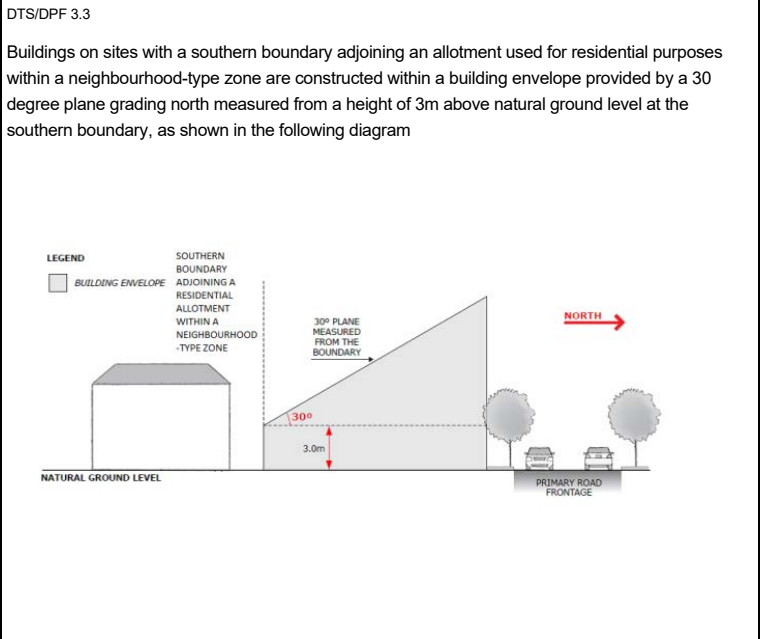 DTS/DPF 3.3
Buildings on sites with a southern boundary adjoining an allotment used for residential purposes
within a neighbourhood-type zone are constructed within a building envelope provided by a 30
degree plane grading north measured from a height of 3m above natural ground level at the
southern boundary, as shown in the following diagram
LEGEND
BUILDING ENVELOPE
SOUTHERN
BOUNDARY
ADJOINING A
RESIDENTIAL
ALLOTMENT
WITHIN A
NEIGHBOURHOOD
-TYPE ZONE
30º PLANE
MEASURED
FROM THE
BOUNDARY
NORTH
30º
3.0m
NATURAL GROUND LEVEL
PRIMARY ROAD
FRONTAGE